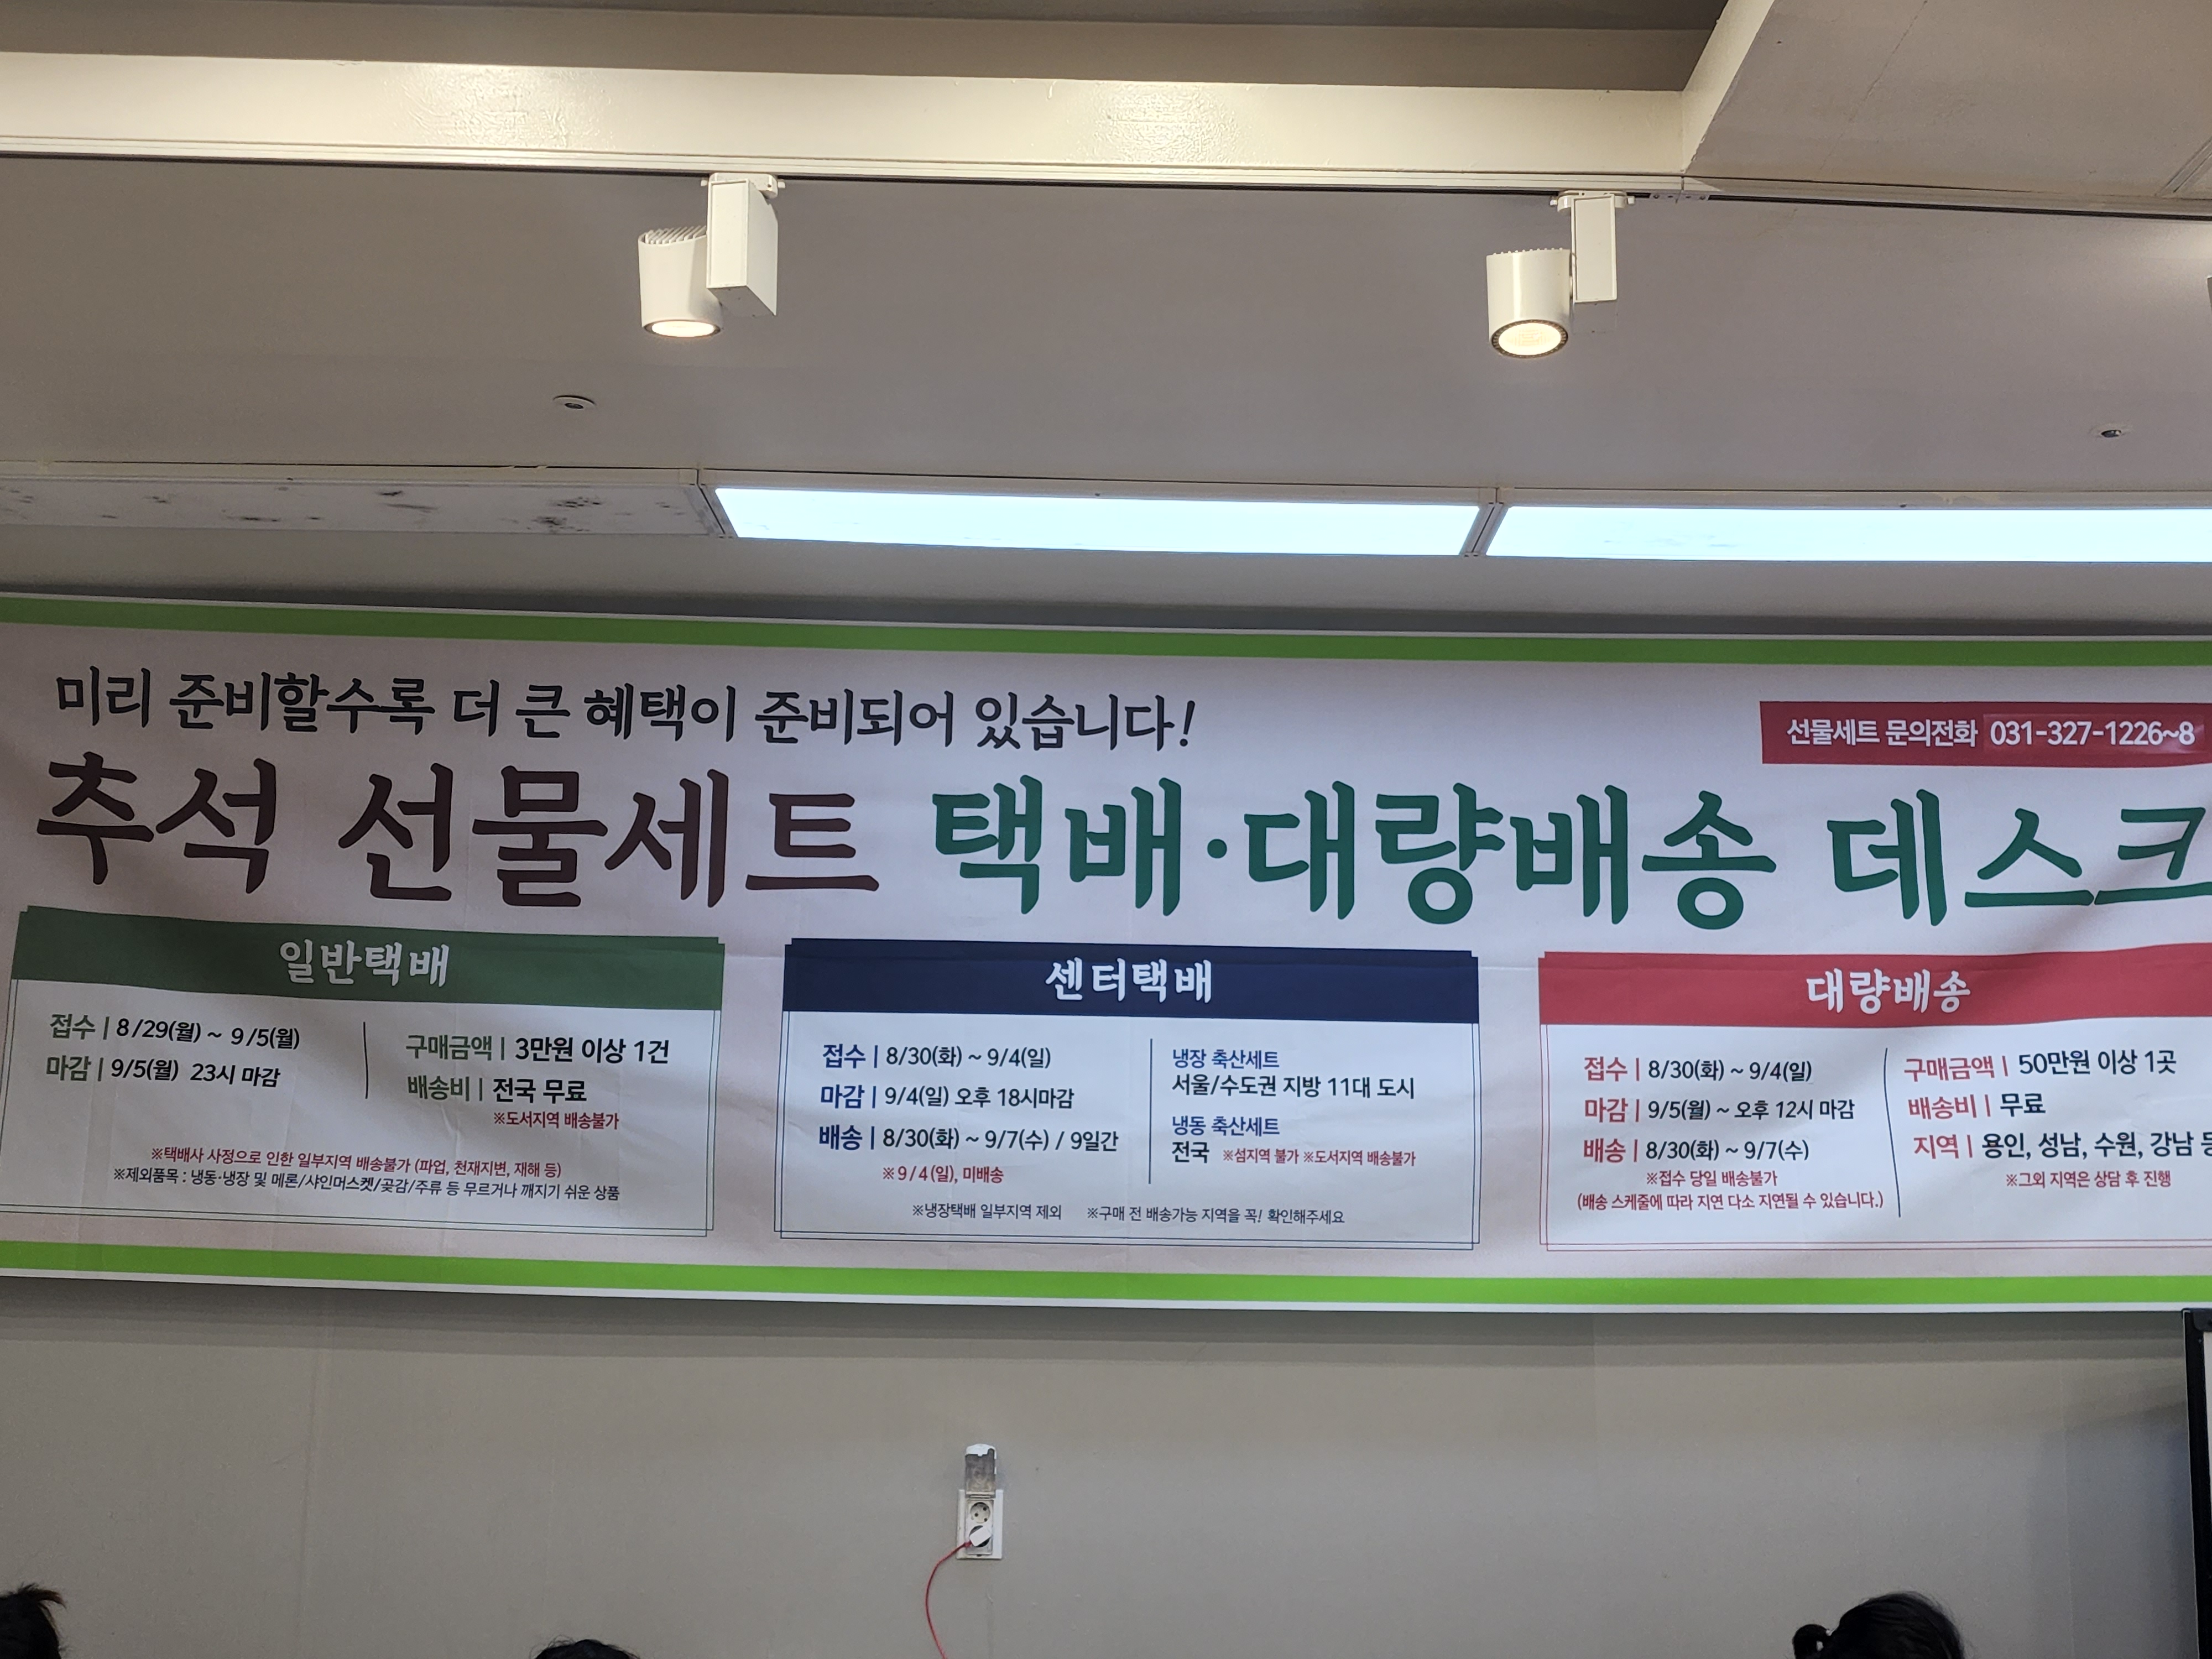 미리 준비할수록 더 큰 혜택이 준비되어 있습니다!
선물세트 문의전화 031-327-1226~8
추석 선물세트 택배·대량배송 데스크
일반택배
접수 | 8/29(월) ~ 9/5(월)
마감 | 9/5(월) 23시 마감
구매금액 | 3만원 이상 1건
배송비 | 전국 무료
※도서지역 배송불가
※택배사 사정으로 인한 일부지역 배송불가 (파업, 천재지변, 재해 등)
※제외품목 : 냉동·냉장 및 메론/샤인머스켓/곶감/주류 등 무르거나 깨지기 쉬운 상품
센터택배
접수 | 8/30(화) ~ 9/4(일)
마감 | 9/4(일) 오후 18시마감
배송 | 8/30(화) ~ 9/7(수) / 9일간
※9/4(일), 미배송
냉장 축산세트
서울/수도권 지방 11대 도시
냉동 축산세트
전국 ※섬지역 불가 ※도서지역 배송불가
※냉장택배 일부지역 제외 ※구매 전 배송가능 지역을 꼭! 확인해주세요
대량배송
접수 | 8/30(화) ~ 9/4(일)
마감 | 9/5(월) ~ 오후 12시 마감
배송 | 8/30(화) ~ 9/7(수)
※접수 당일 배송불가
(배송 스케줄에 따라 지연 다소 지연될 수 있습니다.)
구매금액 | 50만원 이상 1곳
배송비 | 무료
지역 | 용인, 성남, 수원, 강남 등
※그외 지역은 상담 후 진행